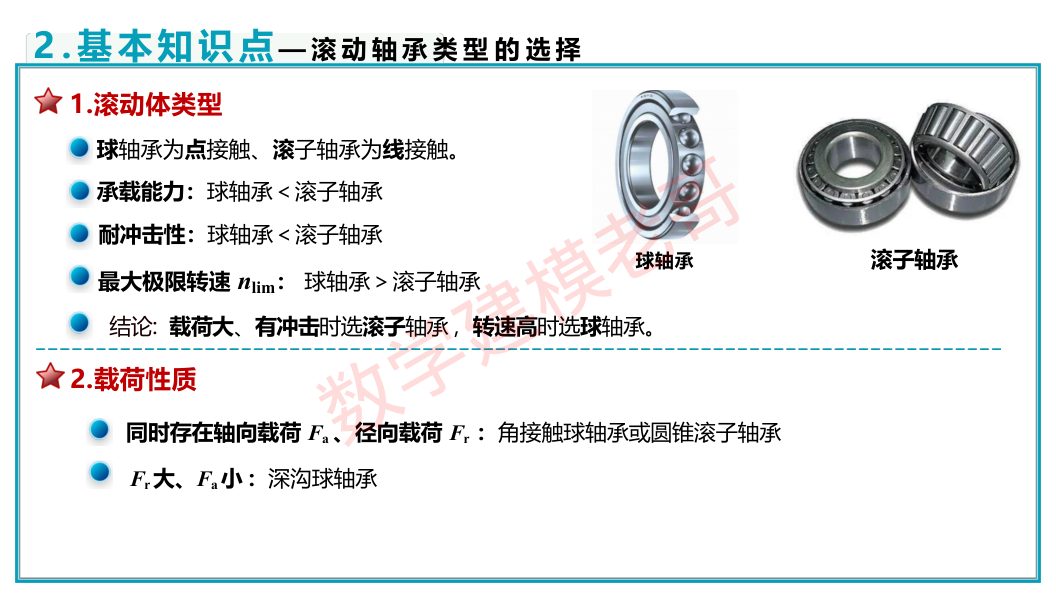 2.基本知识点—滚动轴承类型的选择
1.滚动体类型
球轴承为点接触、滚子轴承为线接触。
承载能力：球轴承＜滚子轴承
耐冲击性：球轴承＜滚子轴承
最大极限转速 nlim： 球轴承＞滚子轴承
结论: 载荷大、有冲击时选滚子轴承 , 转速高时选球轴承。
球轴承
滚子轴承
2.载荷性质
同时存在轴向载荷 Fa 、径向载荷 Fr ：角接触球轴承或圆锥滚子轴承
Fr 大、Fa 小 ：深沟球轴承
数学建模老哥